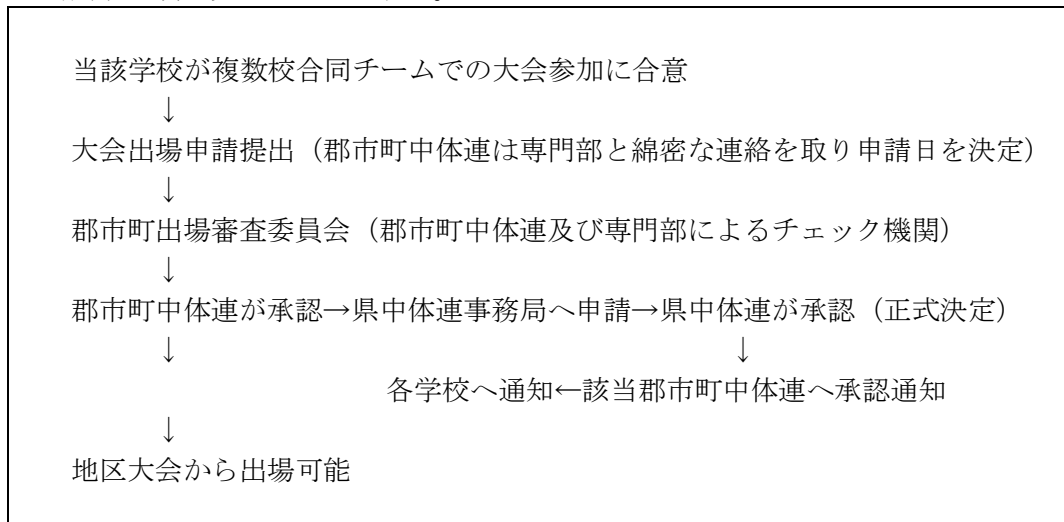 当該学校が複数校合同チームでの大会参加に合意
↓
大会出場申請提出（郡市町中体連は専門部と綿密な連絡を取り申請日を決定）
↓
郡市町出場審査委員会（郡市町中体連及び専門部によるチェック機関）
↓
郡市町中体連が承認→県中体連事務局へ申請→県中体連が承認（正式決定）
↓ ↓
各学校へ通知←該当郡市町中体連へ承認通知
↓
地区大会から出場可能